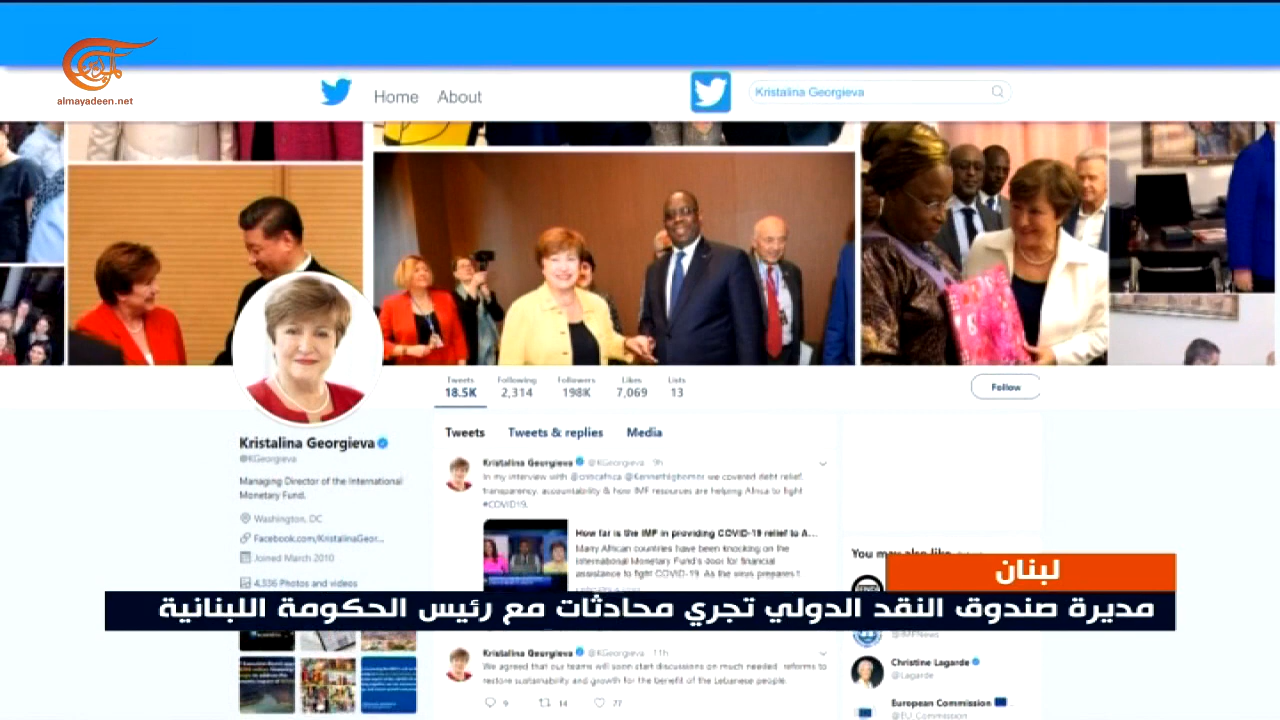 almayadeen.net
Home About
Kristalina Georgieva
Tweets Following Followers Likes Lists
18.5K 2,314 198K 7,069 13
Follow
Kristalina Georgieva
@KGeorgieva
Managing Director of the International
Monetary Fund.
Washington, DC
Facebook.com/KristalinaGeor...
Joined March 2010
4,336 Photos and videos
Tweets Tweets & replies Media
Kristalina Georgieva @KGeorgieva 9h
In my interview with @cnbcafrica we covered debt relief,
transparency, accountability & how IMF resources are helping Africa to fight
#COVID19.
How far is the IMF in providing COVID-19 relief to A...
Many African countries have been knocking on the
International Monetary Fund's door for financial
assistance to fight COVID-19. As the virus prepares t
You may also like
لبنان
مديرة صندوق النقد الدولي تجري محادثات مع رئيس الحكومة اللبنانية
Kristalina Georgieva @KGeorgieva 11h
We agreed that our teams will soon start discussions on much needed reforms to
restore sustainability and growth for the benefit of the Lebanese people.
9 14 77
@IMFNews
Christine Lagarde
@Lagarde
European Commission
@EU_Commission